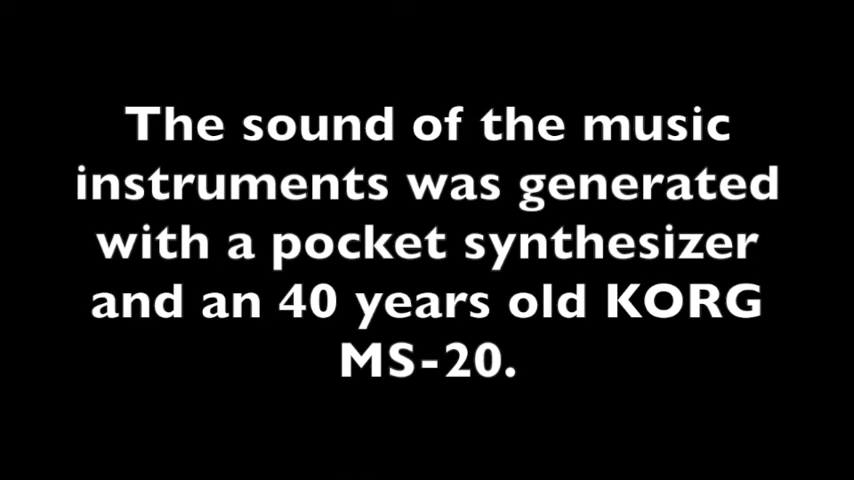 The sound of the music
instruments was generated
with a pocket synthesizer
and an 40 years old KORG
MS-20.